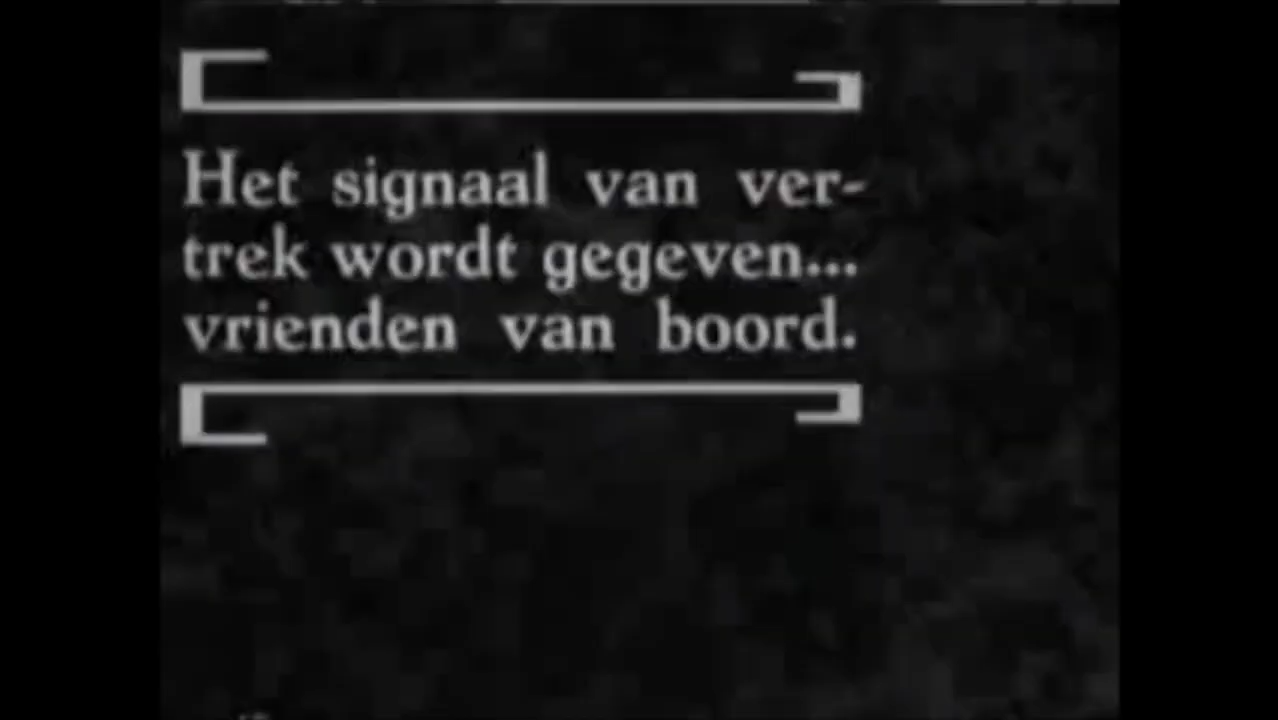 Het signaal van ver-
trek wordt gegeven...
vrienden van boord.